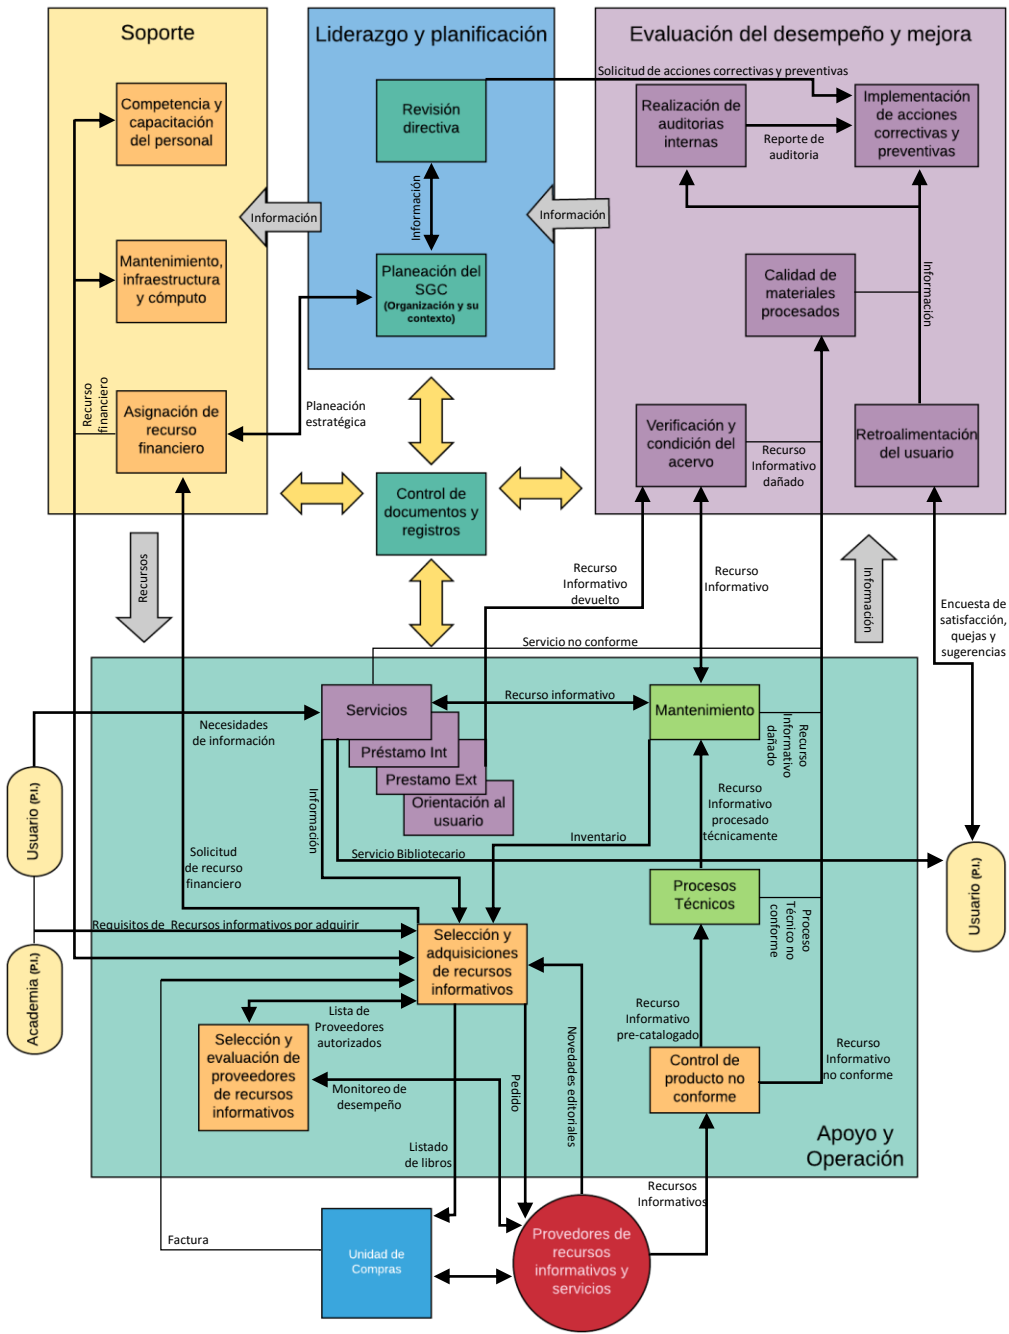 Soporte
Liderazgo y planificación
Evaluación del desempeño y mejora
Competencia y
capacitación
del personal
Revisión
directiva
Solicitud de acciones correctivas y preventivas
Realización de
auditorias
internas
Reporte de
auditoria
Implementación
de acciones
correctivas y
preventivas
Información
Información
Información
Mantenimiento,
infraestructura
y cómputo
Planeación del
SGC
(Organización y su
contexto)
Calidad de
materiales
procesados
Información
Recurso
financiero
Asignación de
recurso
financiero
Planeación
estratégica
Verificación y
condición del
acervo
Recurso
Informativo
dañado
Retroalimentación
del usuario
Control de
documentos y
registros
Recursos
Recurso
Informativo
devuelto
Recurso
Informativo
Información
Encuesta de
satisfacción,
quejas y
sugerencias
Servicio no conforme
Servicios
Préstamo Int
Prestamo Ext
Orientación al
usuario
Recurso informativo
Mantenimiento
Recurso
Informativo
dañado
Necesidades
de información
Usuario (P.I.)
Información
Recurso
Informativo
procesado
técnicamente
Inventario
Servicio Bibliotecario
Solicitud
de recurso
financiero
Procesos
Técnicos
Proceso
Técnico no
conforme
Usuario (P.I.)
Requisitos de  Recursos informativos por adquirir
Academia (P.I.)
Selección y
adquisiciones
de recursos
informativos
Lista de
Proveedores
autorizados
Selección y
evaluación de
proveedores
de recursos
informativos
Monitoreo de
desempeño
Pedido
Novedades editoriales
Recurso
Informativo
pre-catalogado
Control de
producto no
conforme
Recurso
Informativo
no conforme
Apoyo y
Operación
Listado
de libros
Recursos
Informativos
Factura
Unidad de
Compras
Provedores de
recursos
informativos y
servicios